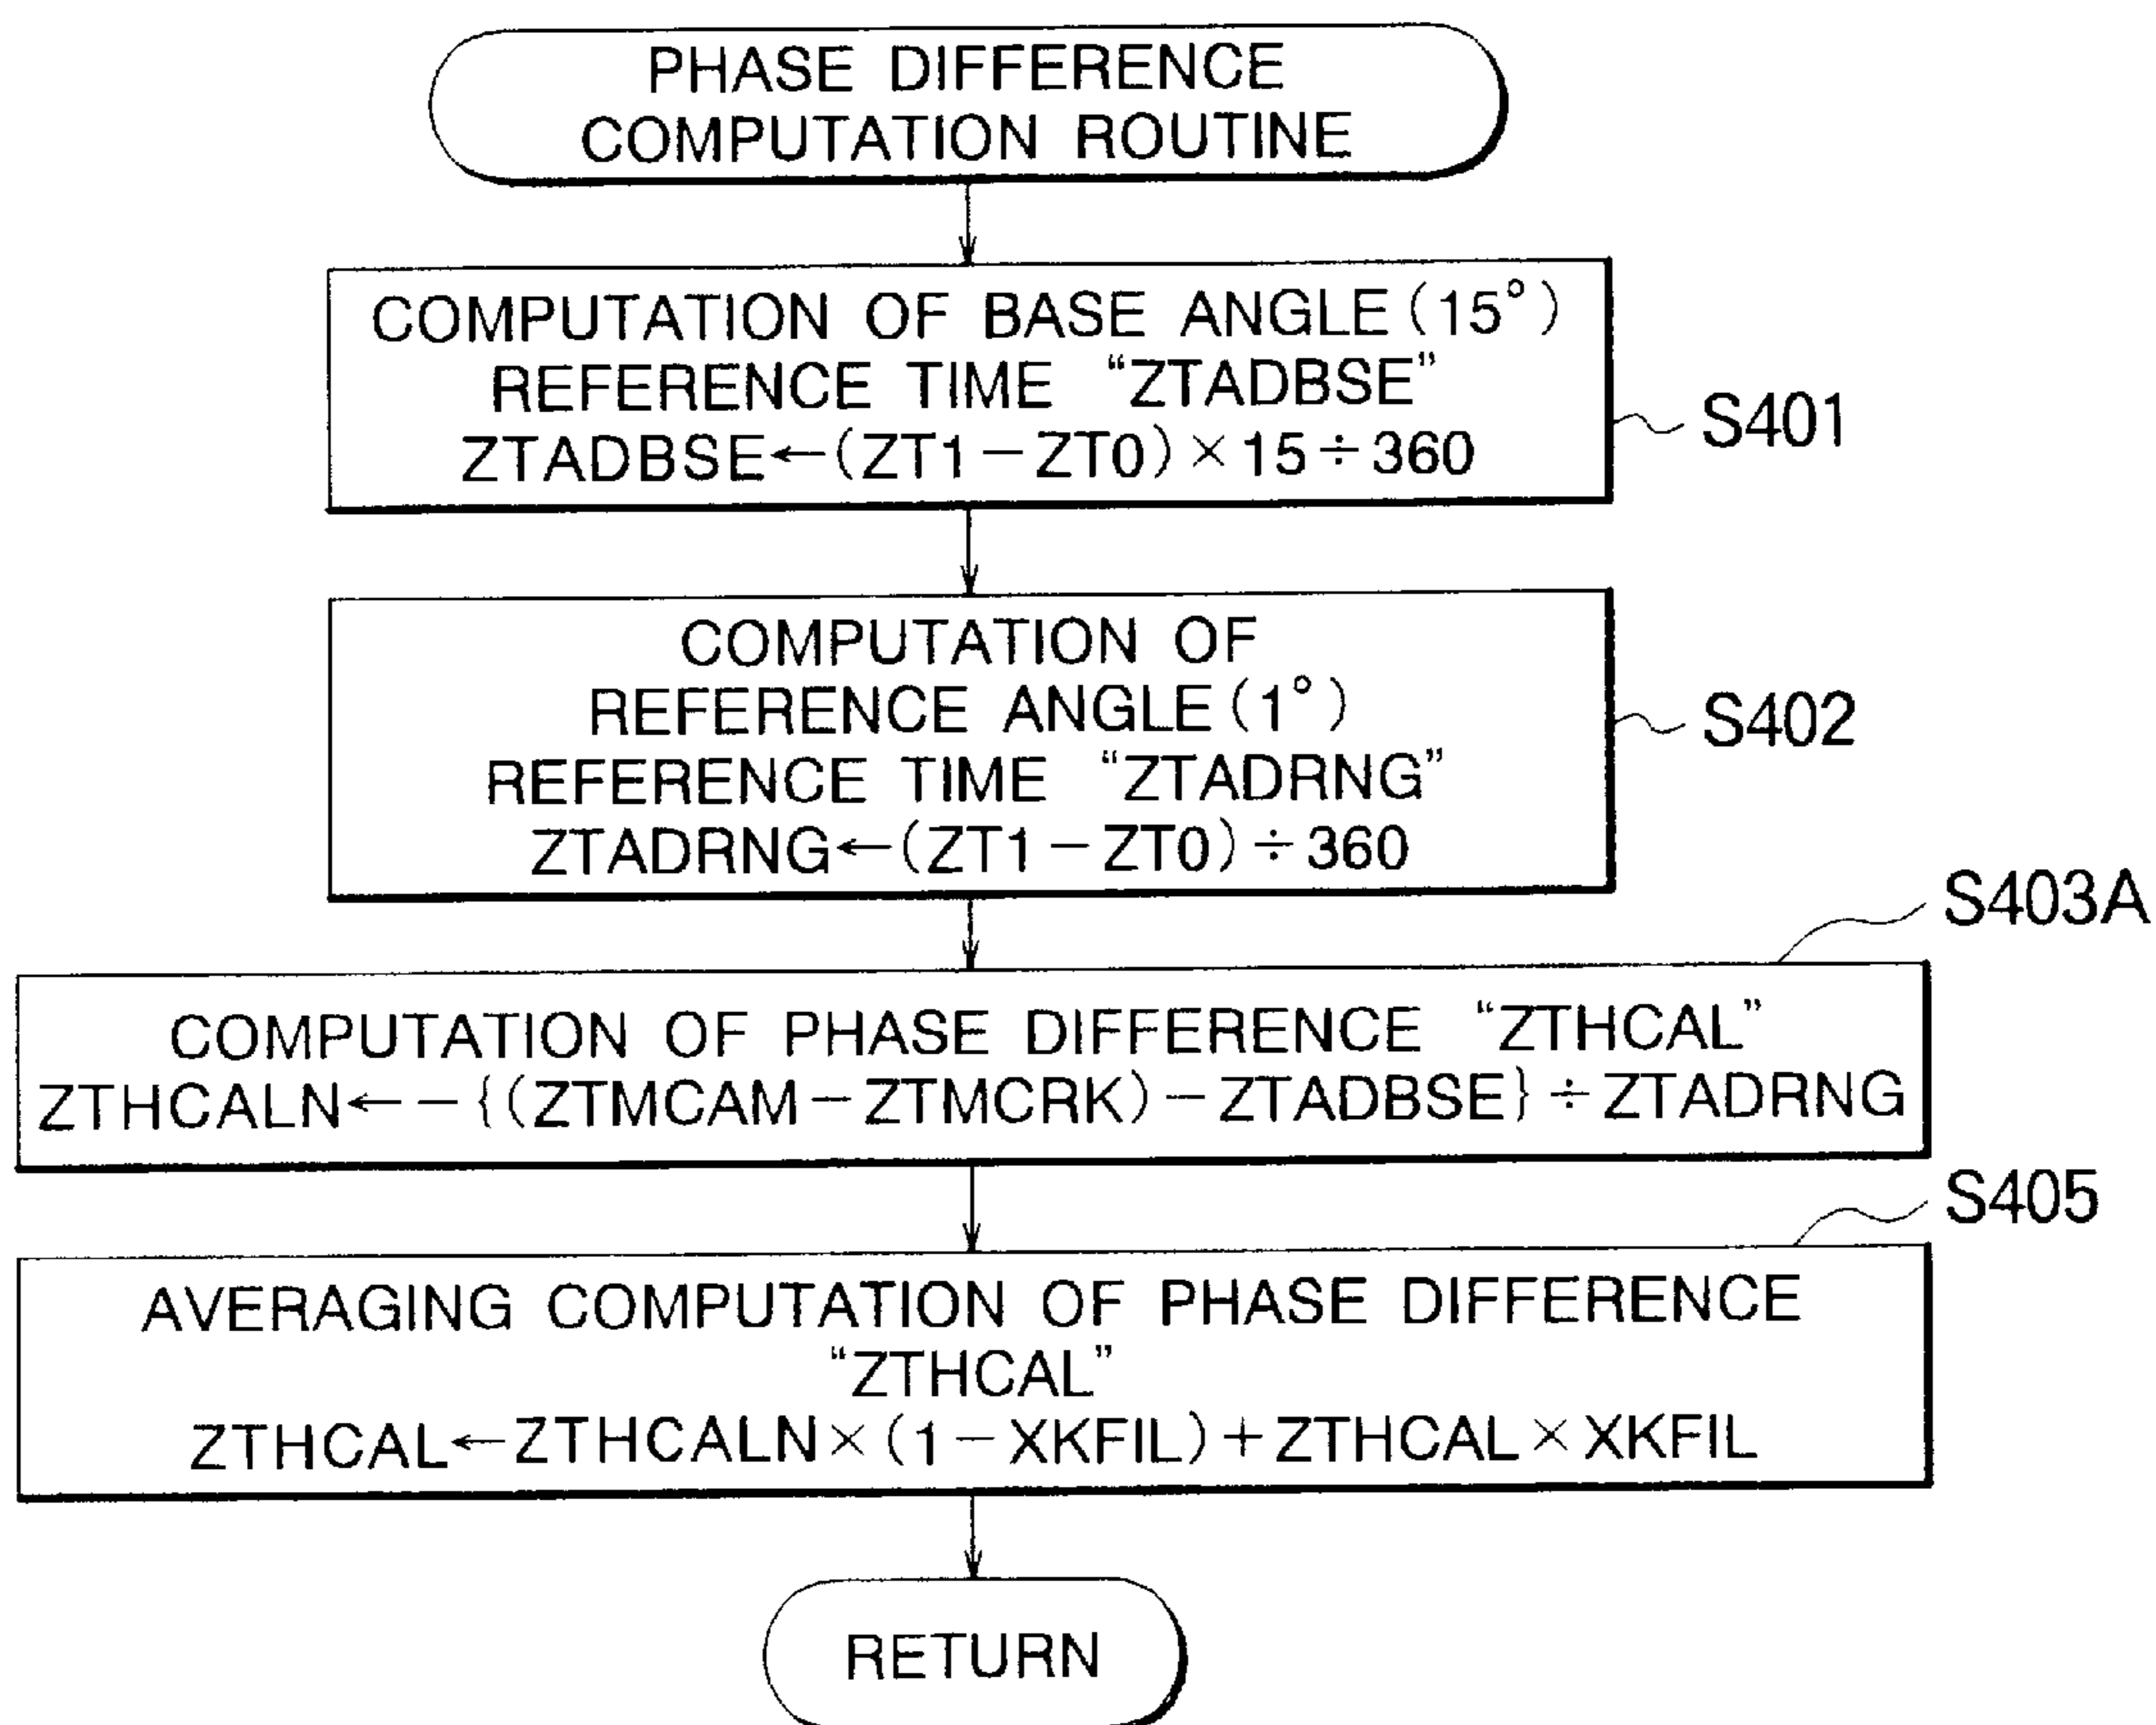 PHASE DIFFERENCE
COMPUTATION ROUTINE
COMPUTATION OF BASE ANGLE (15°)
REFERENCE TIME “ZTADBSE”
ZTADBSE←(ZT1−ZT0)×15÷360
S401
COMPUTATION OF
REFERENCE ANGLE (1°)
REFERENCE TIME “ZTADRNG”
ZTADRNG←(ZT1−ZT0)÷360
S402
S403A
COMPUTATION OF PHASE DIFFERENCE “ZTHCAL”
ZTHCALN←−{(ZTMCAM−ZTMCRK)−ZTADBSE}÷ZTADRNG
S405
AVERAGING COMPUTATION OF PHASE DIFFERENCE
“ZTHCAL”
ZTHCAL←ZTHCALN×(1−XKFIL)+ZTHCAL×XKFIL
RETURN